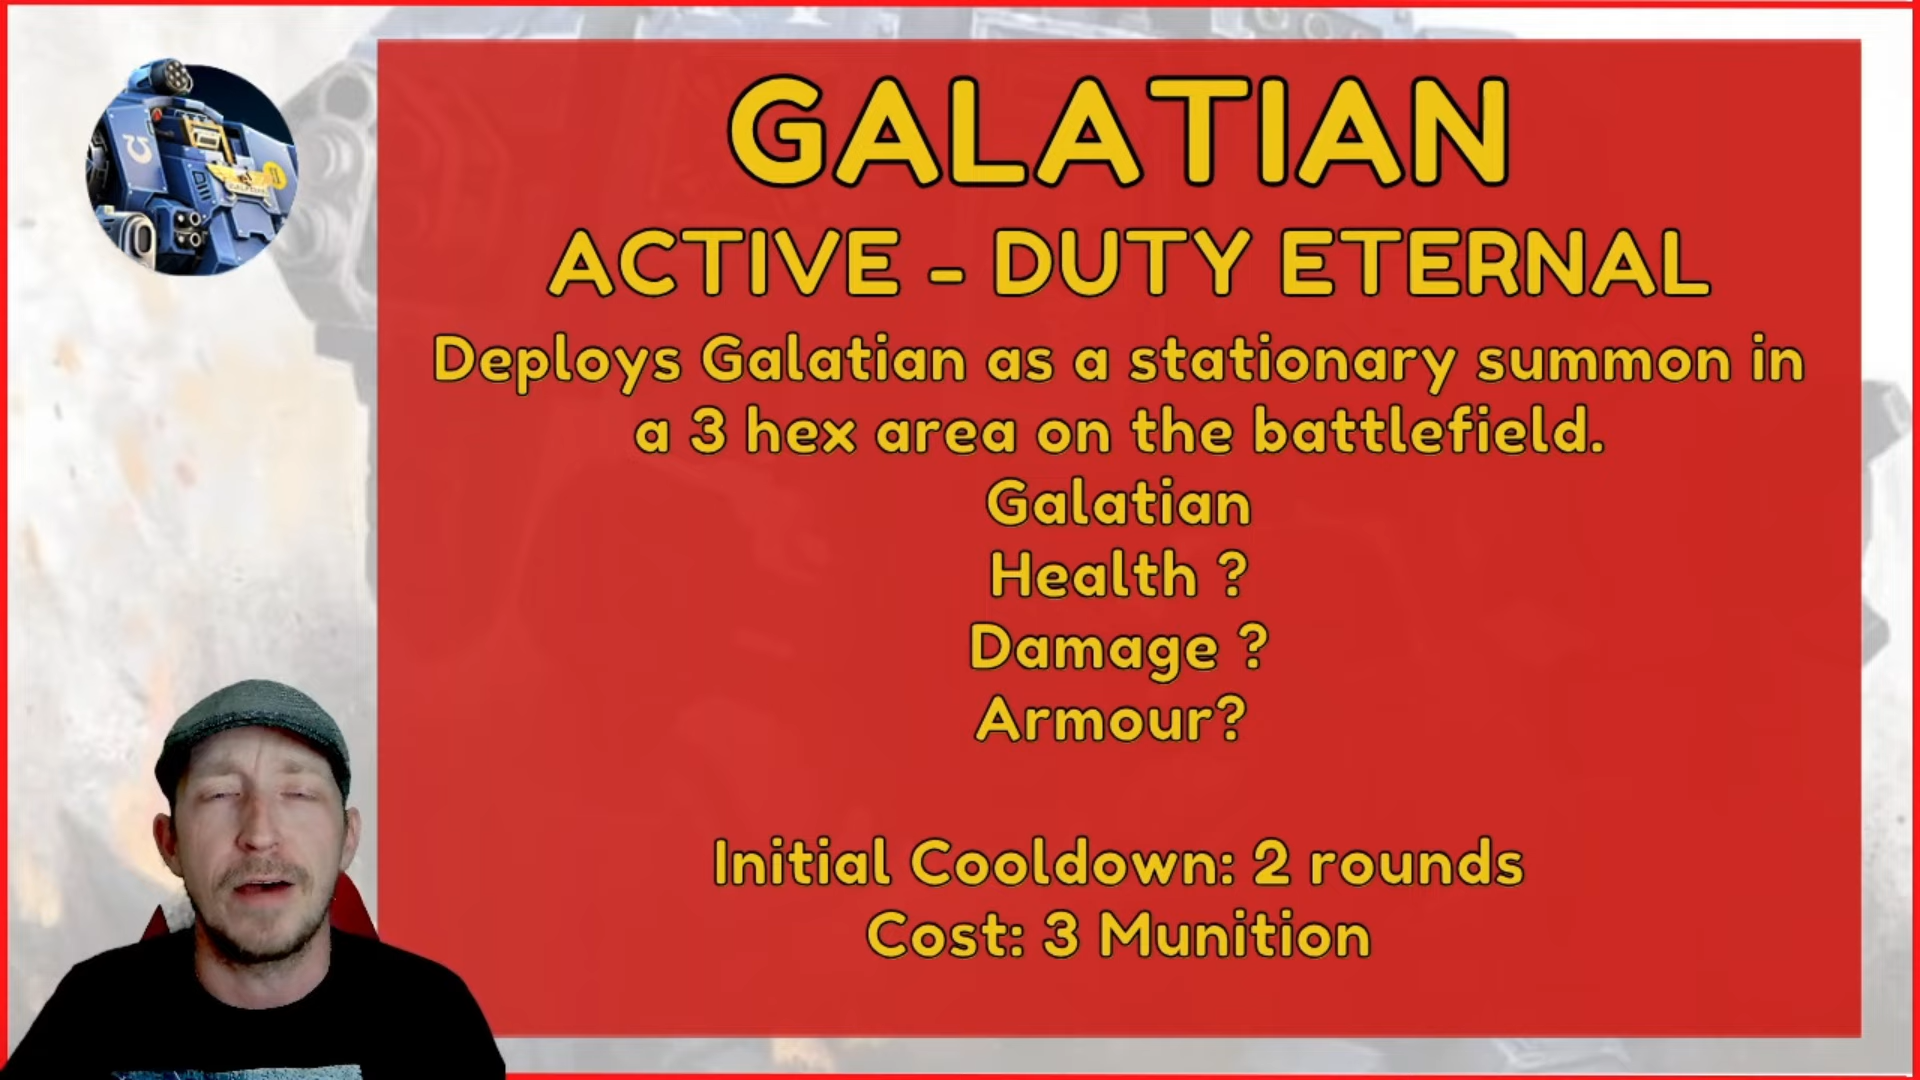 GALATIAN
ACTIVE - DUTY ETERNAL
Deploys Galatian as a stationary summon in
a 3 hex area on the battlefield.
Galatian
Health ?
Damage ?
Armour?
Initial Cooldown: 2 rounds
Cost: 3 Munition